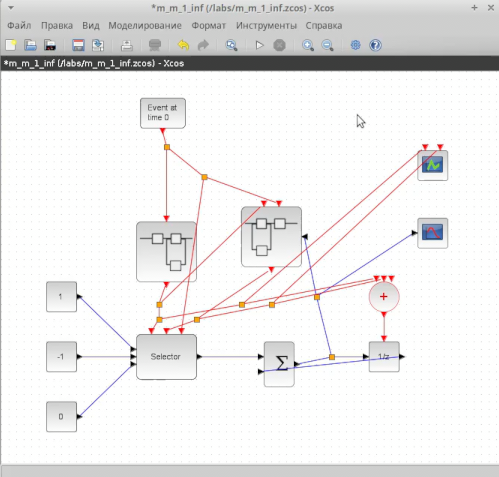 *m_m_1_inf (/labs/m_m_1_inf.zcos) - Xcos
Файл Правка Вид Моделирование Формат Инструменты Справка
*m_m_1_inf (/labs/m_m_1_inf.zcos) - Xcos
Event at
time 0
1
+
-1
Selector
Σ
1/z
0